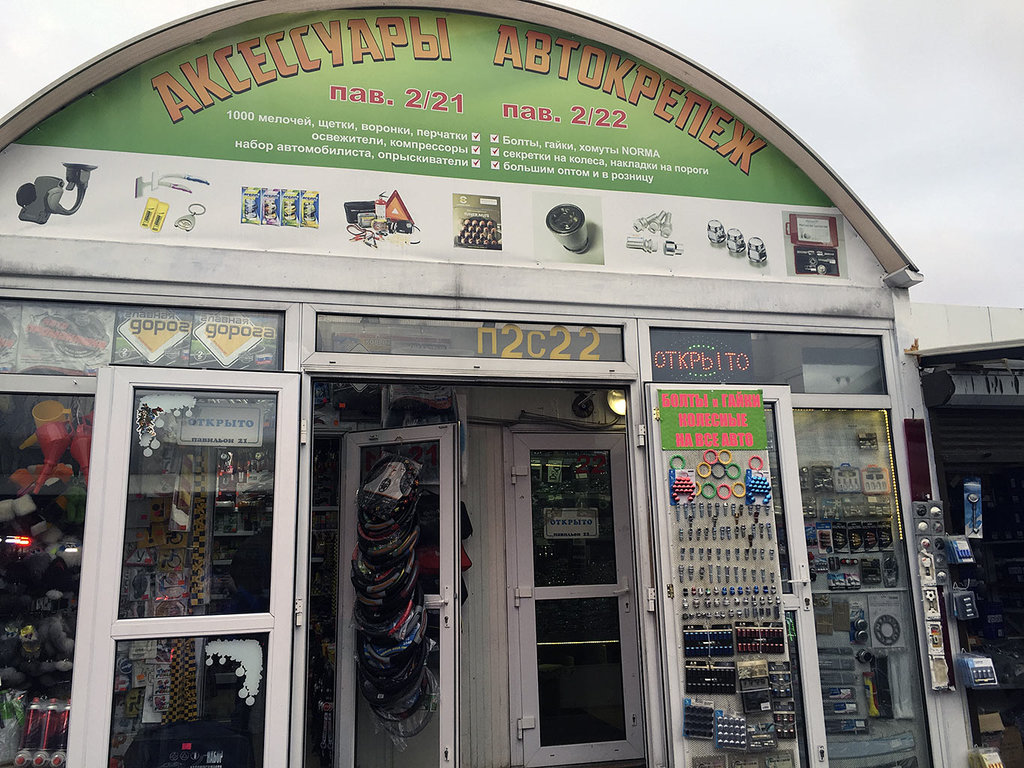 АКСЕССУАРЫ АВТОКРЕПЕЖ
пав. 2/21 пав. 2/22
1000 мелочей, щетки, воронки, перчатки
освежители, компрессоры
набор автомобилиста, опрыскиватели
Болты, гайки, хомуты NORMA
секретки на колеса, накладки на пороги
большим оптом и в розницу
главная
дорога
главная
дорога
п2с22
ОТКРЫТО
БОЛТЫ и ГАЙКИ
КОЛЕСНЫЕ
НА ВСЕ АВТО
ОТКРЫТО
павильон 21
ОТКРЫТО
НАБОР